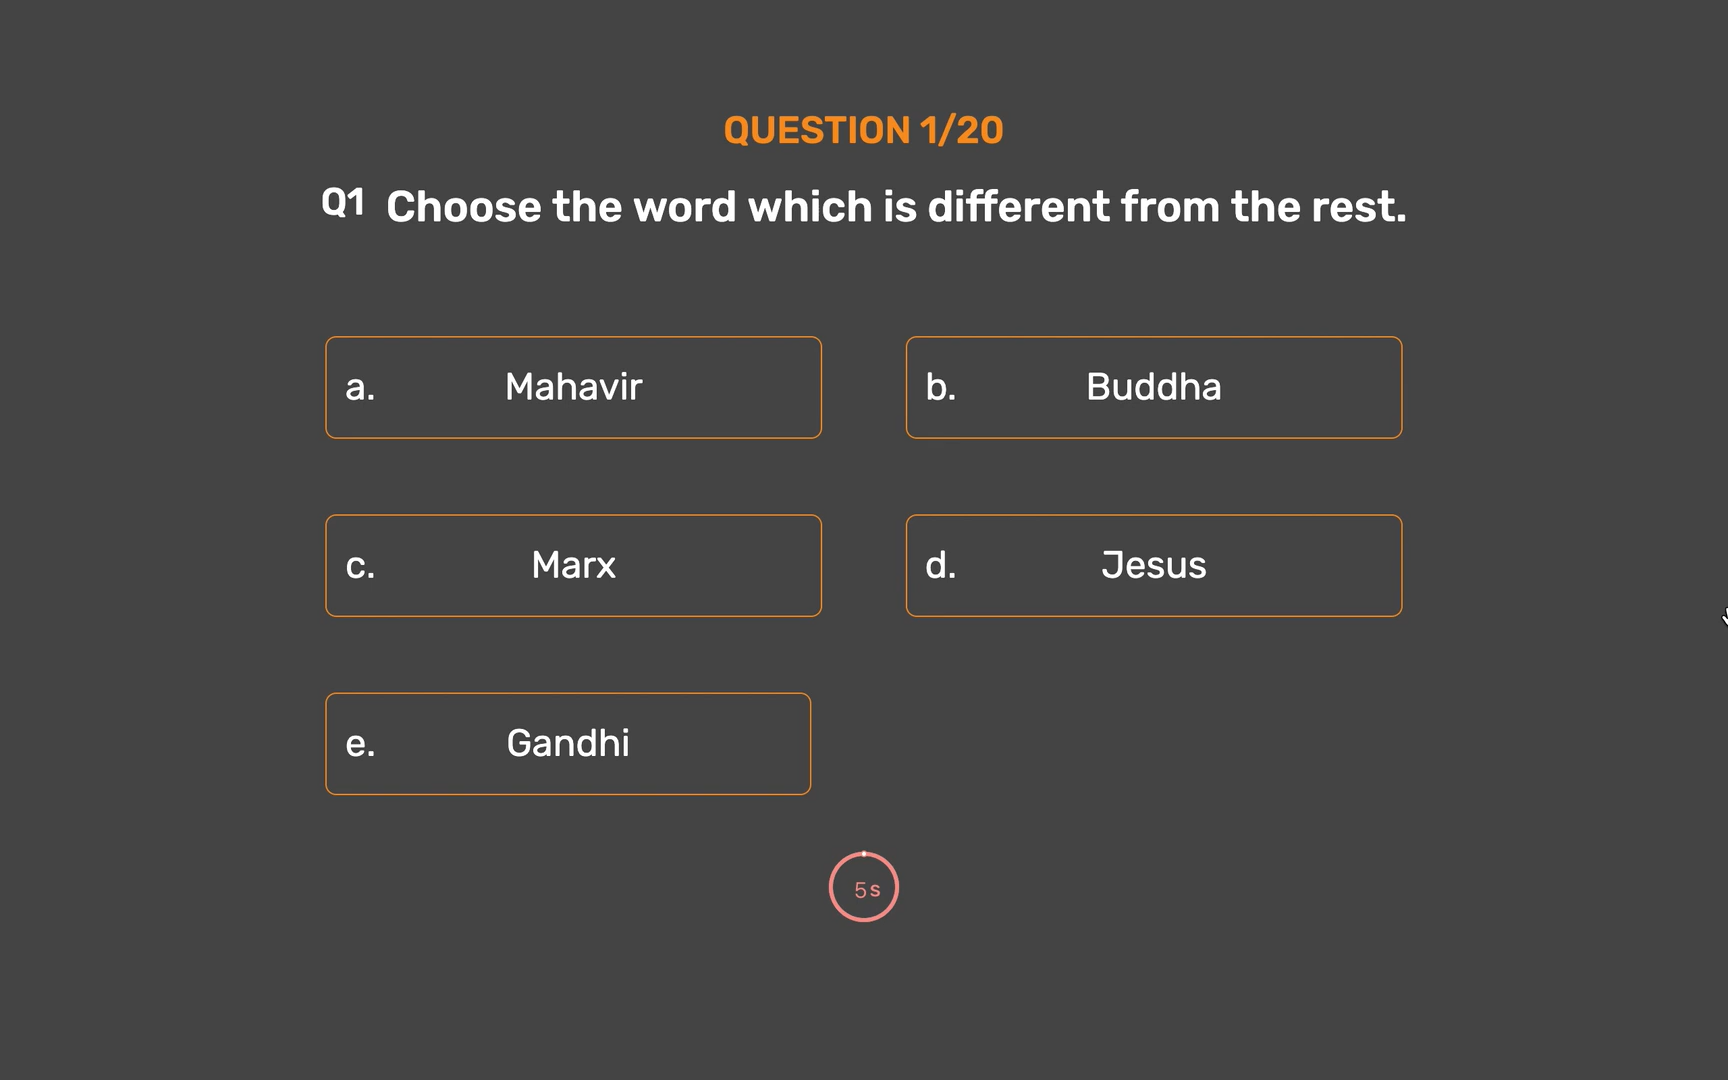 QUESTION 1/20
Q1 Choose the word which is different from the rest.
a. Mahavir
b. Buddha
c. Marx
d. Jesus
e. Gandhi
5s